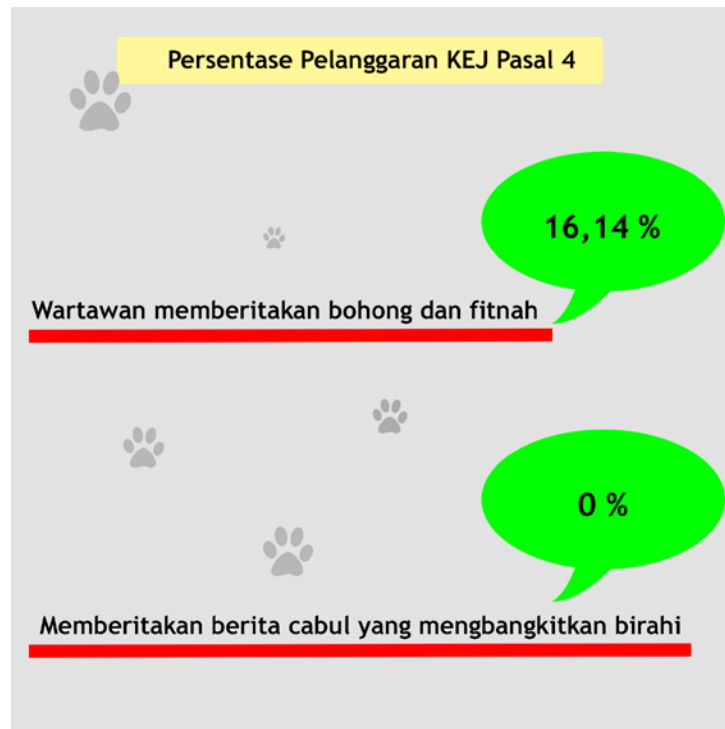 Persentase Pelanggaran KEJ Pasal 4
16,14 %
Wartawan memberitakan bohong dan fitnah
0 %
Memberitakan berita cabul yang mengbangkitkan birahi